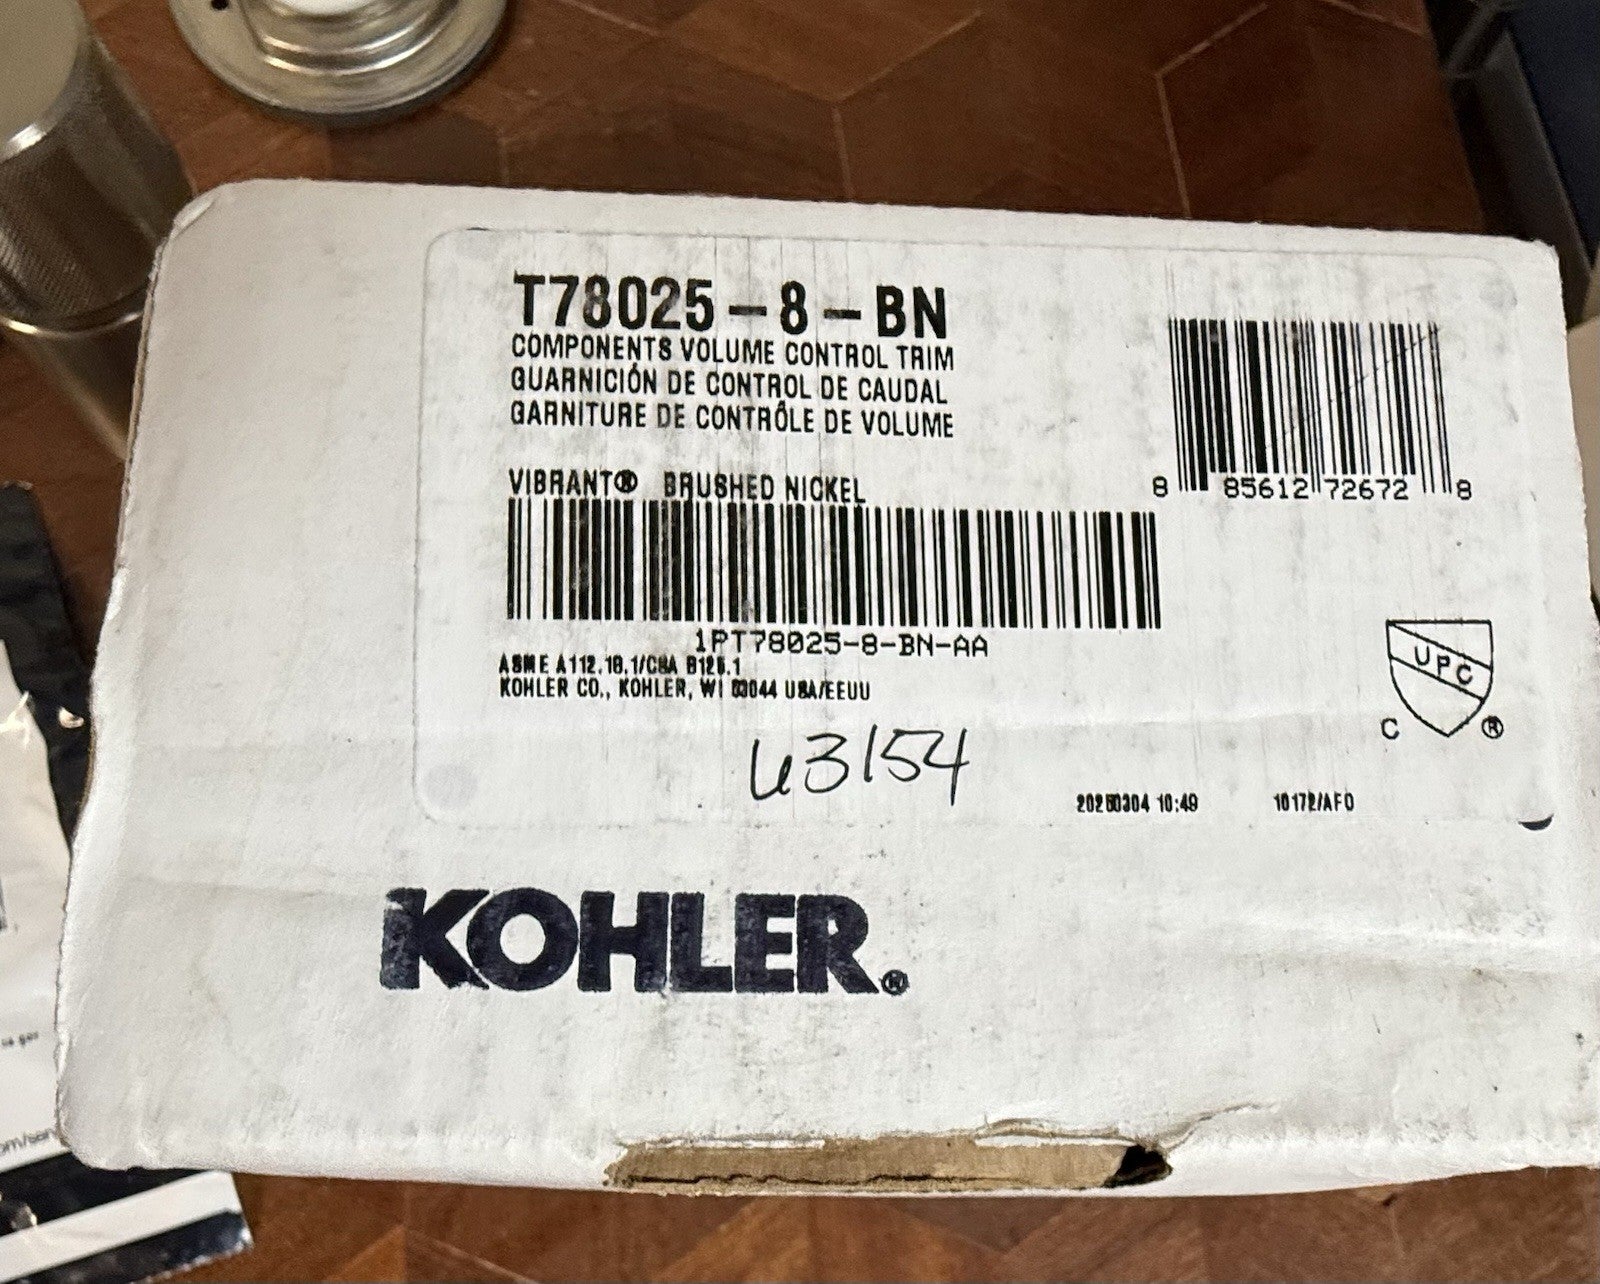 T78025-8-BN
COMPONENTS VOLUME CONTROL TRIM
GUARNICIÓN DE CONTROL DE CAUDAL
GARNITURE DE CONTRÔLE DE VOLUME
VIBRANT® BRUSHED NICKEL
8 85612 72672 8
1PT78025-8-BN-AA
ASME A112.18.1/CSA B125.1
KOHLER CO., KOHLER, WI 53044 USA/EEUU
UPC
C ®
63154
20250304 10:49 10172/AFO
KOHLER®